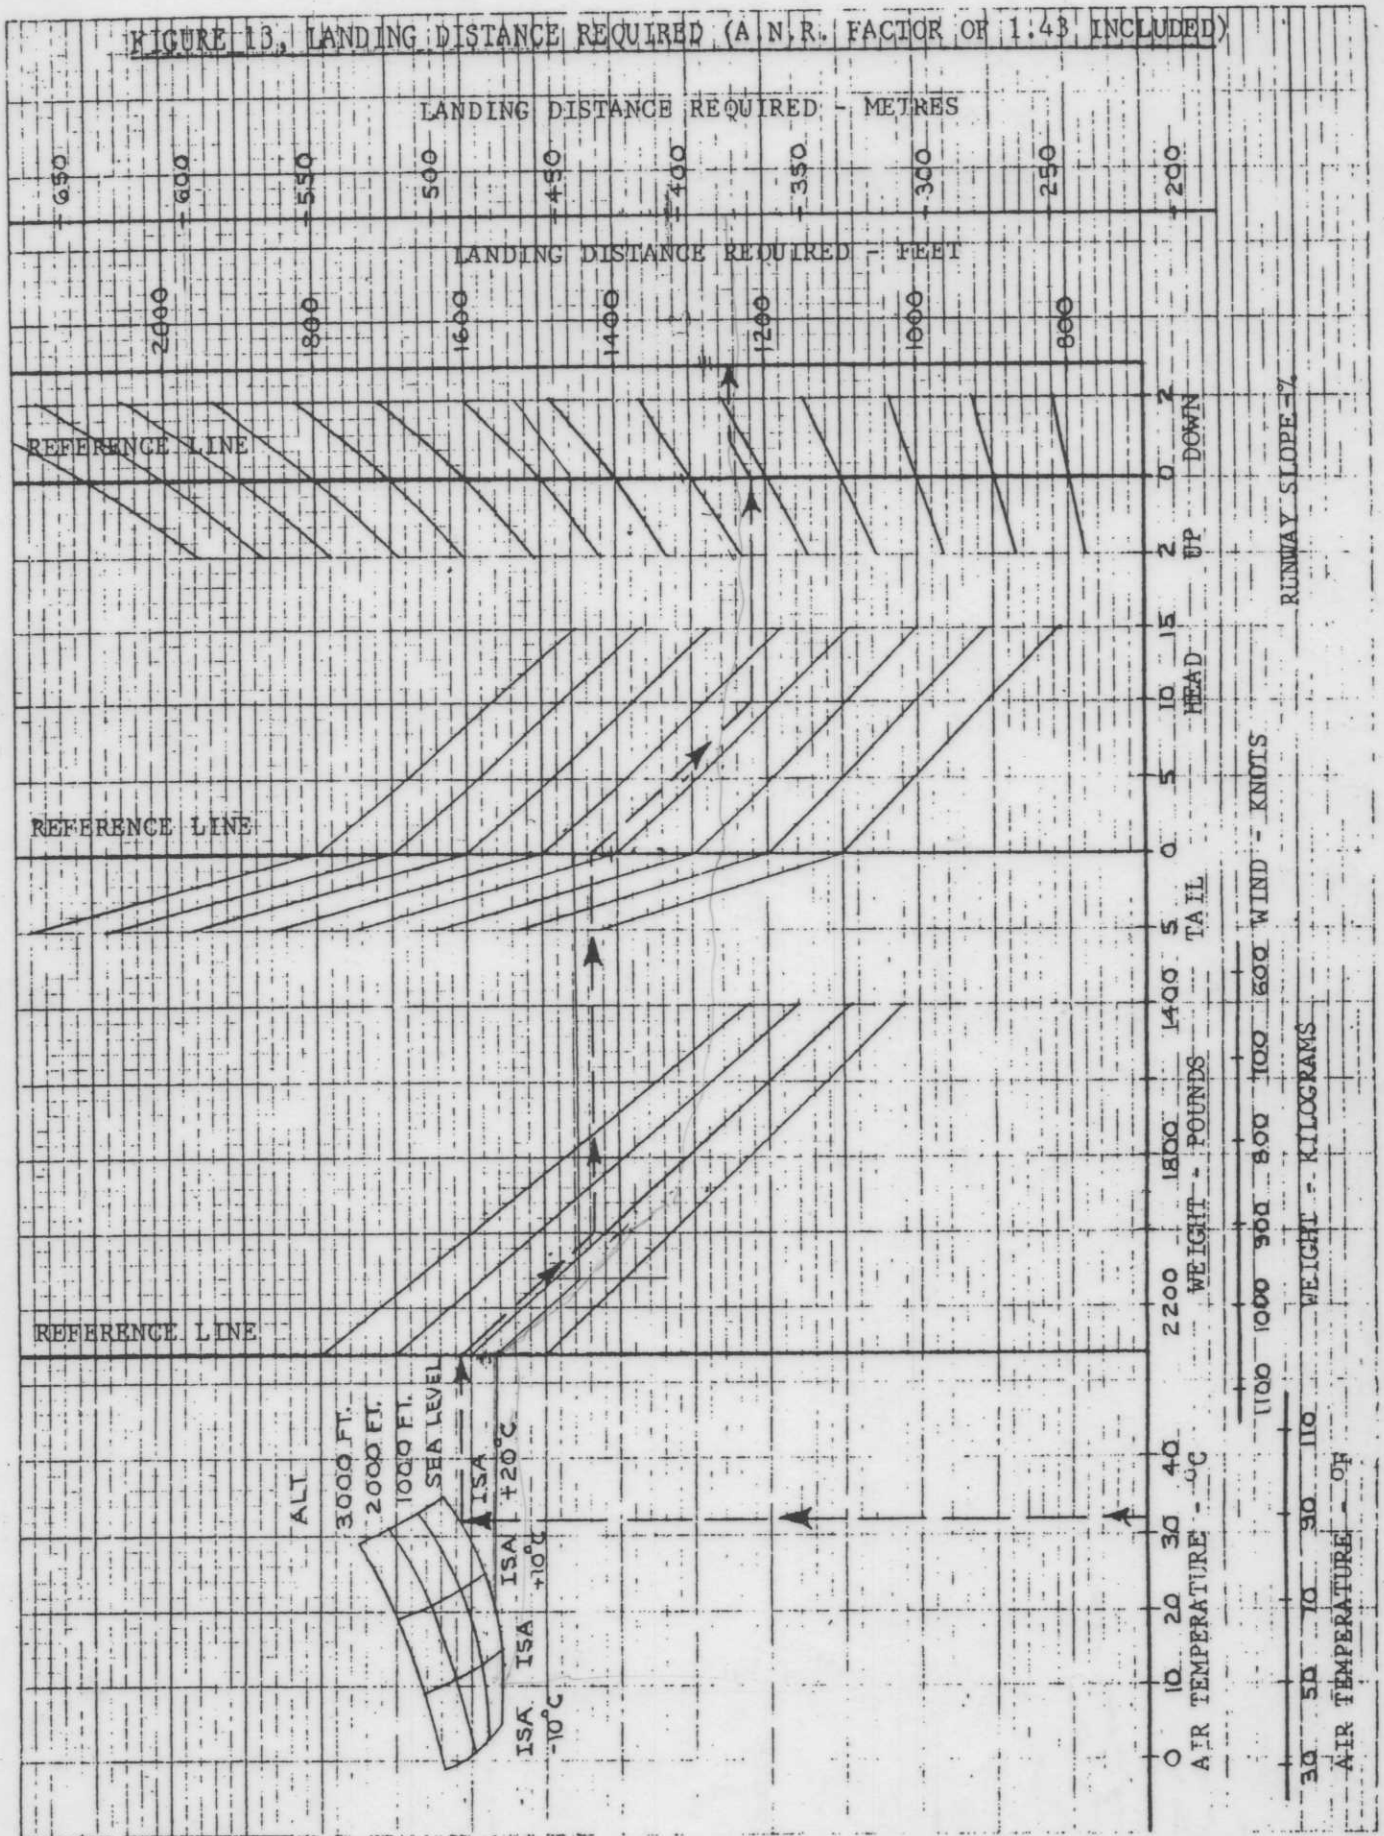 FIGURE 13, LANDING DISTANCE REQUIRED (A.N.R. FACTOR OF 1.43 INCLUDED)
LANDING DISTANCE REQUIRED - METRES
650 600 550 500 450 400 350 300 250 200
LANDING DISTANCE REQUIRED - FEET
2000 1800 1600 1400 1200 1000 800
REFERENCE LINE
2 0 2
UP DOWN
RUNWAY SLOPE -%
REFERENCE LINE
5 0 5 10 15
TAIL HEAD
WIND - KNOTS
REFERENCE LINE
2200 1800 1400
WEIGHT - POUNDS
1100 1000 900 800 700 600
WEIGHT - KILOGRAMS
ALT
3000 FT.
2000 FT.
1000 FT.
SEA LEVEL
ISA -10°C
ISA
ISA +10°C
ISA +20°C
0 10 20 30 40
AIR TEMPERATURE - °C
30 50 70 90 110
AIR TEMPERATURE - °F